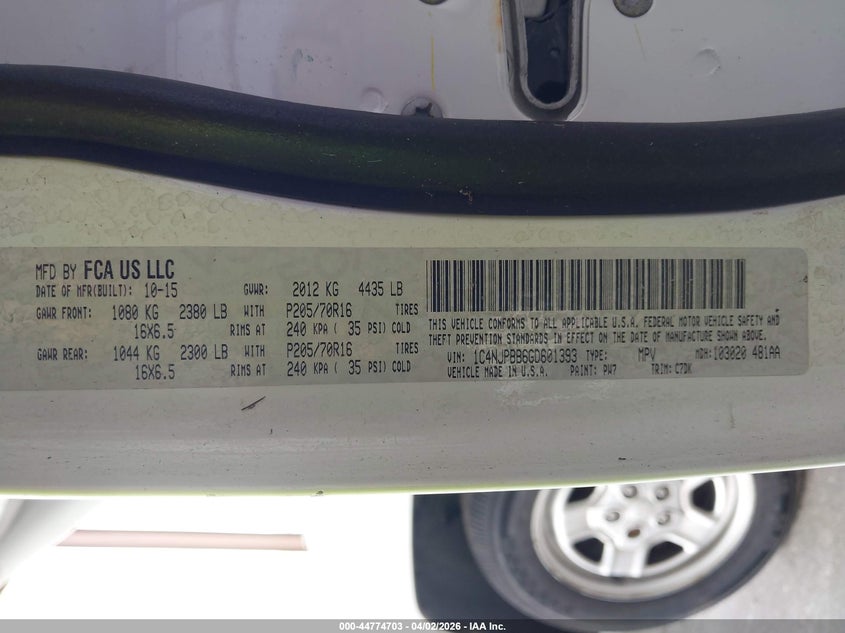 MFD BY FCA US LLC
DATE OF MFR(BUILT): 10-15 GVWR: 2012 KG 4435 LB
GAWR FRONT: 1080 KG 2380 LB WITH P205/70R16 TIRES
16X6.5 RIMS AT 240 KPA ( 35 PSI) COLD
GAWR REAR: 1044 KG 2300 LB WITH P205/70R16 TIRES
16X6.5 RIMS AT 240 KPA ( 35 PSI) COLD
THIS VEHICLE CONFORMS TO ALL APPLICABLE U.S.A. FEDERAL MOTOR VEHICLE SAFETY AND
THEFT PREVENTION STANDARDS IN EFFECT ON THE DATE OF MANUFACTURE SHOWN ABOVE.
VIN: 1C4NJPBB6GD601393 TYPE: MPV MDH: 103020 4B1AA
VEHICLE MADE IN U.S.A. PAINT: PW7 TRIM: C7DK
000-44774703 - 04/02/2026 - IAA Inc.